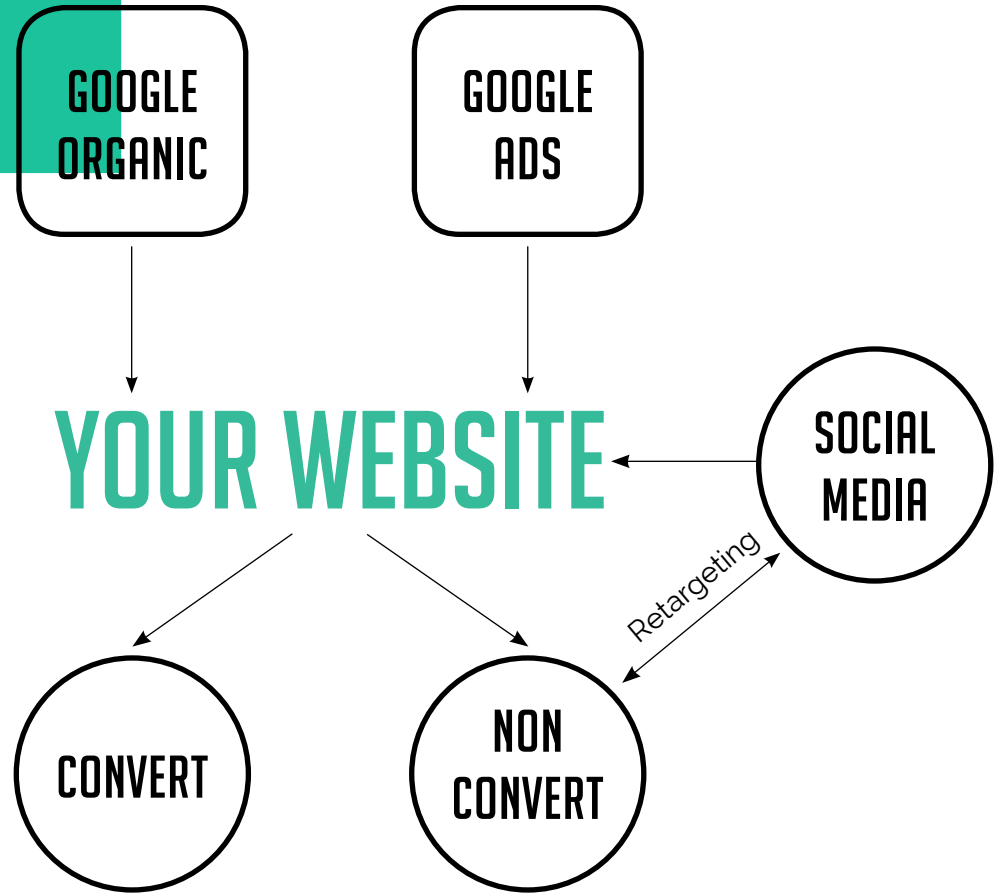 GOOGLE
ORGANIC
GOOGLE
ADS
YOUR WEBSITE
SOCIAL
MEDIA
Retargeting
CONVERT
NON
CONVERT